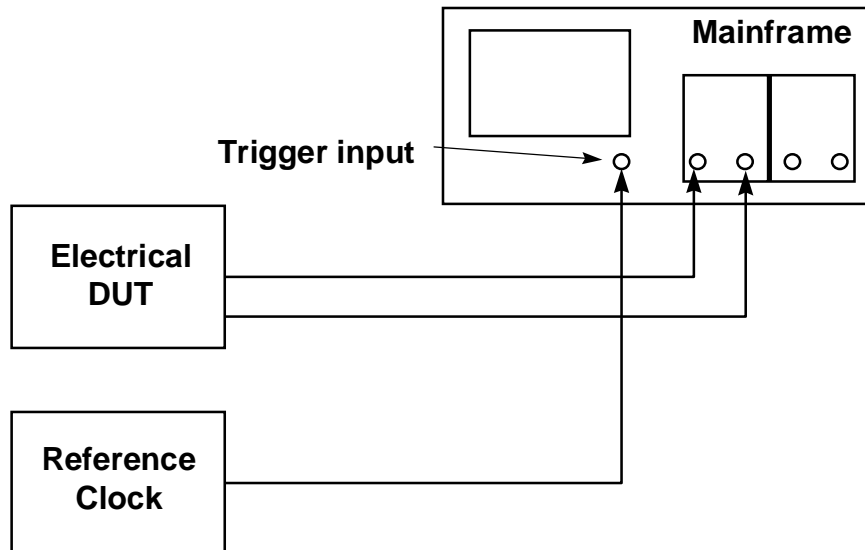 Mainframe
Trigger input
Electrical
DUT
Reference
Clock